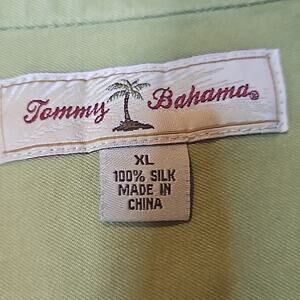 Tommy Bahama®
XL
100% SILK
MADE IN
CHINA